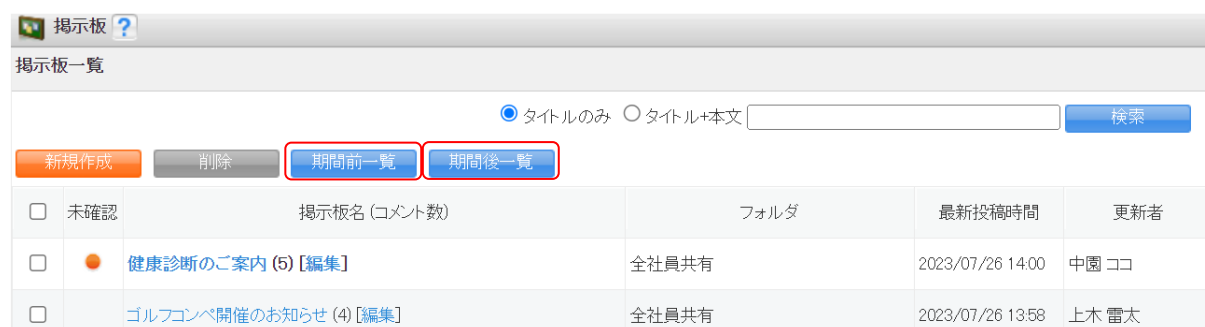 掲示板 ?
掲示板一覧
タイトルのみ タイトル+本文 検索
新規作成 削除 期間前一覧 期間後一覧
未確認 掲示板名 (コメント数) フォルダ 最新投稿時間 更新者
健康診断のご案内 (5) [編集] 全社員共有 2023/07/26 14:00 中園 ココ
ゴルフコンペ開催のお知らせ (4) [編集] 全社員共有 2023/07/26 13:58 上木 雷太